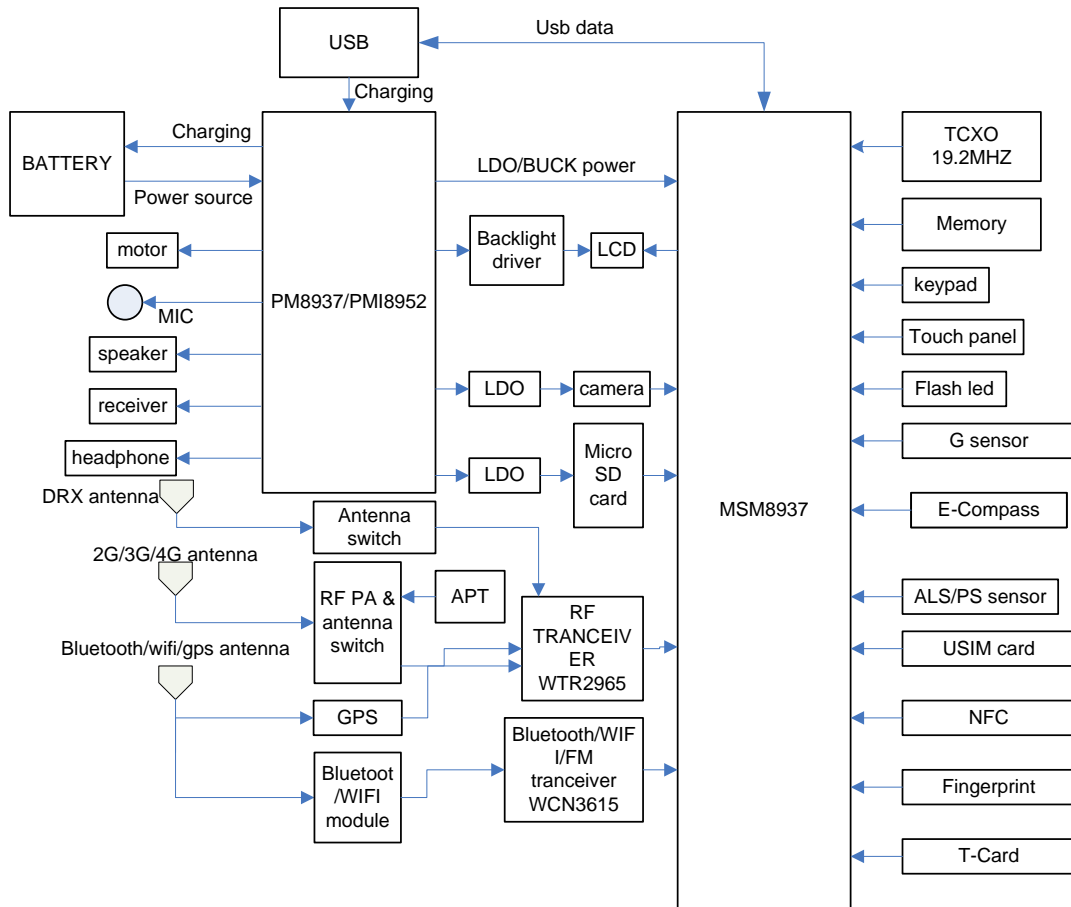 USB
Usb data
Charging
BATTERY
Charging
Power source
PM8937/PMI8952
LDO/BUCK power
Backlight
driver
LCD
motor
MIC
speaker
receiver
headphone
LDO
camera
LDO
Micro
SD
card
MSM8937
TCXO
19.2MHZ
Memory
keypad
Touch panel
Flash led
G sensor
E-Compass
ALS/PS sensor
USIM card
NFC
Fingerprint
T-Card
DRX antenna
Antenna
switch
2G/3G/4G antenna
RF PA &
antenna
switch
APT
RF
TRANCEIV
ER
WTR2965
Bluetooth/wifi/gps antenna
GPS
Bluetoot
/WIFI
module
Bluetooth/WIF
I/FM
tranceiver
WCN3615